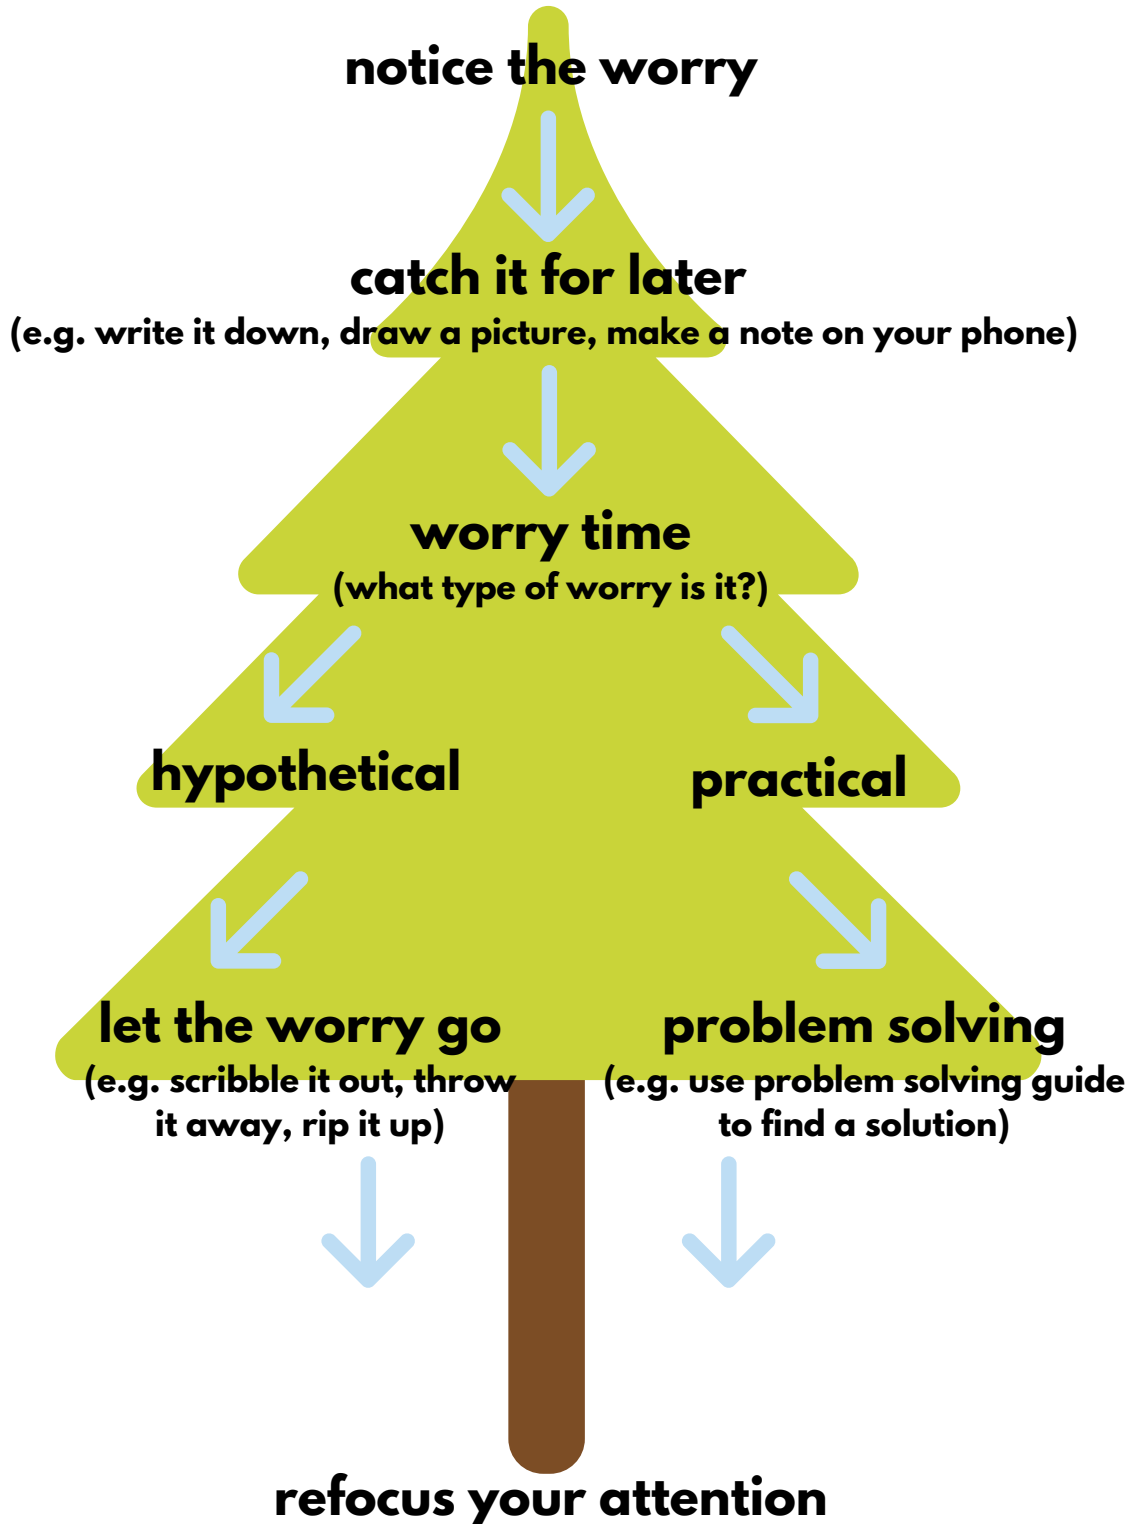 notice the worry
catch it for later
(e.g. write it down, draw a picture, make a note on your phone)
worry time
(what type of worry is it?)
hypothetical
practical
let the worry go
(e.g. scribble it out, throw
it away, rip it up)
problem solving
(e.g. use problem solving guide
to find a solution)
refocus your attention